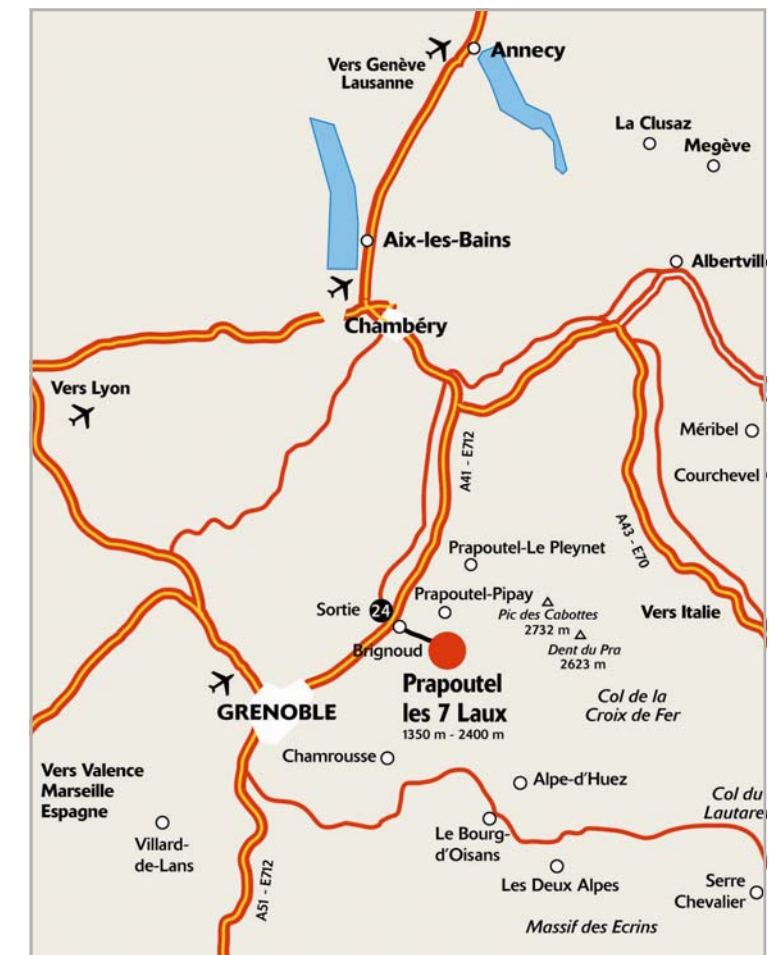 Annecy
Vers Genève
Lausanne
La Clusaz
Megève
Aix-les-Bains
Albertvill
Chambéry
Vers Lyon
Méribel
Courchevel
A41 - E712
A43 - E70
Prapoutel-Le Pleynet
Prapoutel-Pipay
Sortie 24
Pic des Cabottes
2732 m
Vers Italie
Brignoud
Dent du Pra
2623 m
Prapoutel
les 7 Laux
1350 m - 2400 m
Col de la
Croix de Fer
GRENOBLE
Chamrousse
Vers Valence
Marseille
Espagne
Alpe-d'Huez
Col du
Lautaret
Villard-
de-Lans
Le Bourg-
d'Oisans
A51 - E712
Les Deux Alpes
Serre
Chevalier
Massif des Ecrins